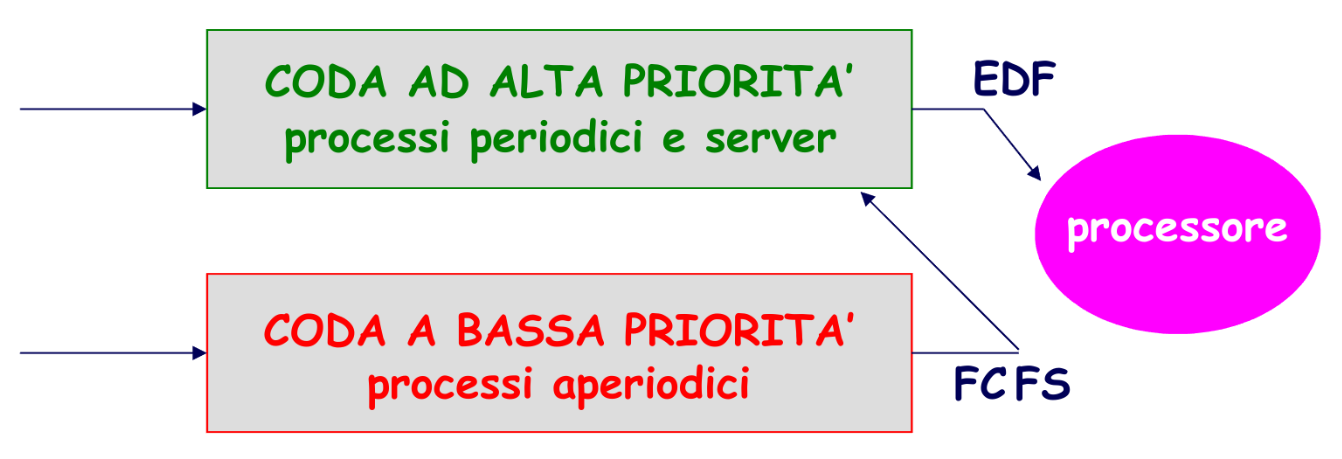 CODA AD ALTA PRIORITA'
processi periodici e server
EDF
processore
CODA A BASSA PRIORITA'
processi aperiodici
FCFS